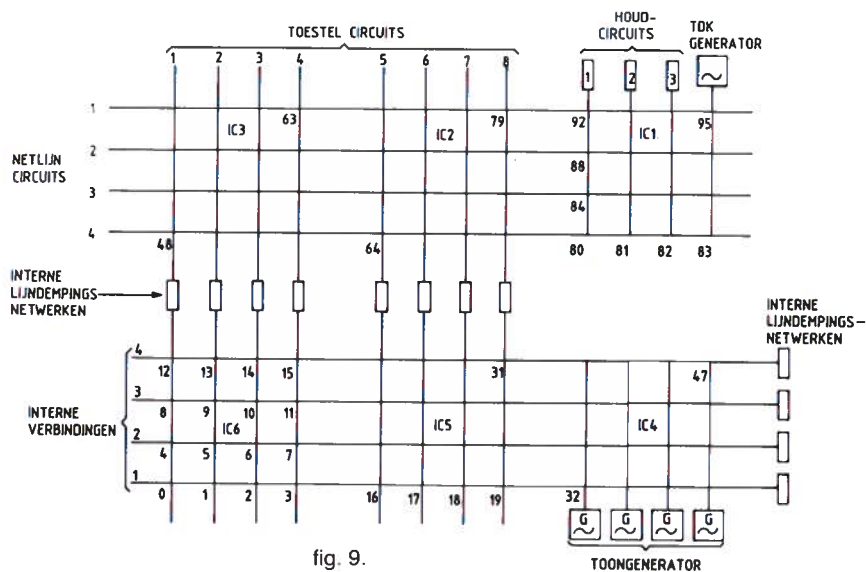 TOESTEL CIRCUITS
HOUD-
CIRCUITS
TDK
GENERATOR
1 2 3 4 5 6 7 8
1 2 3
1
63 79 92 95
IC3 IC2 IC1
NETLIJN
CIRCUITS
2
88
3
84
4
48 64 80 81 82 83
INTERNE
LIJNDEMPINGS
NETWERKEN
INTERNE
LIJNDEMPINGS-
NETWERKEN
4
12 13 14 15 31 47
3
8 9 10 11
INTERNE
VERBINDINGEN
IC6 IC5 IC4
2
4 5 6 7
1
0 1 2 3 16 17 18 19 32
G G G G
TOONGENERATOR
fig. 9.